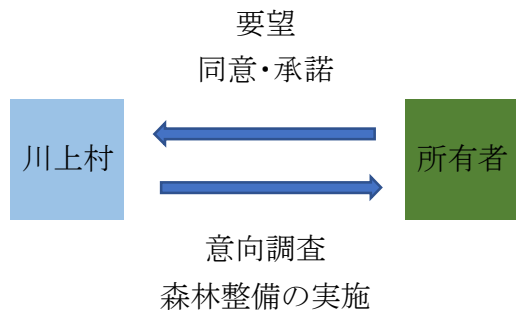 要望
同意・承諾
川上村
所有者
意向調査
森林整備の実施